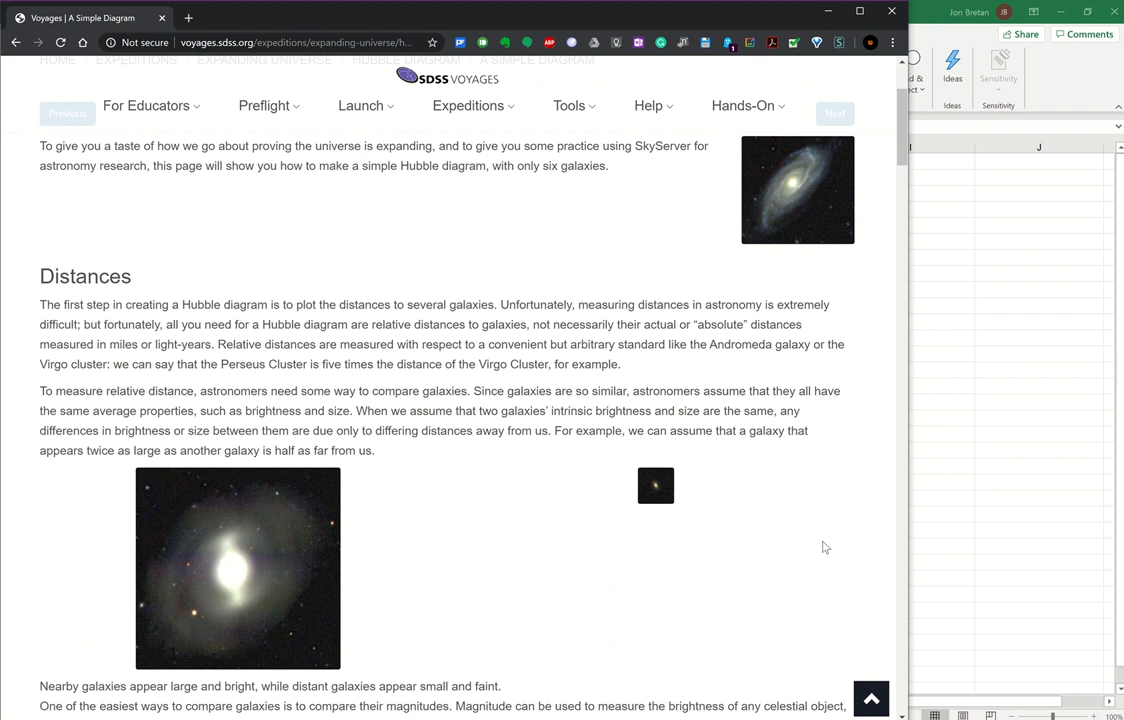 Voyages | A Simple Diagram
Jon Bretan JB
Not secure voyages.sdss.org/expeditions/expanding-universe/h...
Share Comments
HOME EXPEDITIONS EXPANDING UNIVERSE HUBBLE DIAGRAM A SIMPLE DIAGRAM
SDSS VOYAGES
Ideas
Sensitivity
Ideas
Sensitivity
Previous
For Educators
Preflight
Launch
Expeditions
Tools
Help
Hands-On
Next
J
To give you a taste of how we go about proving the universe is expanding, and to give you some practice using SkyServer for
astronomy research, this page will show you how to make a simple Hubble diagram, with only six galaxies.
Distances
The first step in creating a Hubble diagram is to plot the distances to several galaxies. Unfortunately, measuring distances in astronomy is extremely
difficult; but fortunately, all you need for a Hubble diagram are relative distances to galaxies, not necessarily their actual or “absolute” distances
measured in miles or light-years. Relative distances are measured with respect to a convenient but arbitrary standard like the Andromeda galaxy or the
Virgo cluster: we can say that the Perseus Cluster is five times the distance of the Virgo Cluster, for example.
To measure relative distance, astronomers need some way to compare galaxies. Since galaxies are so similar, astronomers assume that they all have
the same average properties, such as brightness and size. When we assume that two galaxies’ intrinsic brightness and size are the same, any
differences in brightness or size between them are due only to differing distances away from us. For example, we can assume that a galaxy that
appears twice as large as another galaxy is half as far from us.
Nearby galaxies appear large and bright, while distant galaxies appear small and faint.
One of the easiest ways to compare galaxies is to compare their magnitudes. Magnitude can be used to measure the brightness of any celestial object,
100%